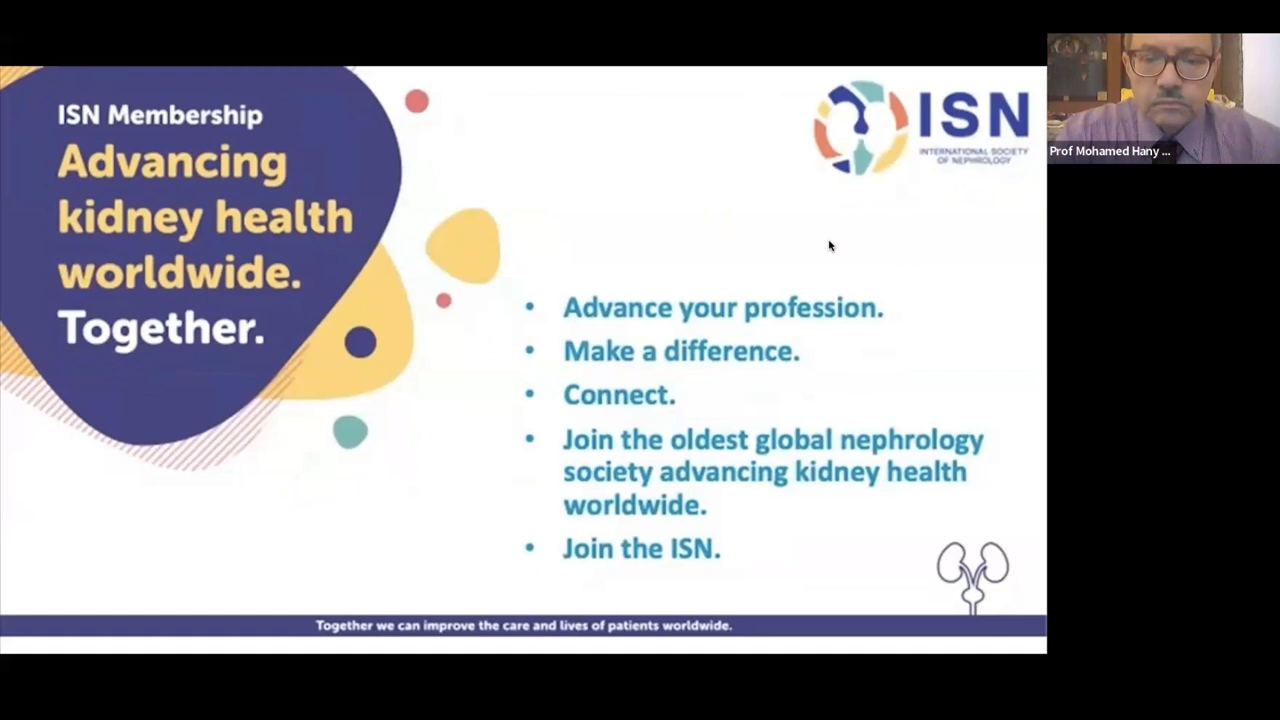 ISN Membership
Advancing
kidney health
worldwide.
Together.
ISN
INTERNATIONAL SOCIETY
OF NEPHROLOGY
Prof Mohamed Hany ...
• Advance your profession.
• Make a difference.
• Connect.
• Join the oldest global nephrology
society advancing kidney health
worldwide.
• Join the ISN.
Together we can improve the care and lives of patients worldwide.